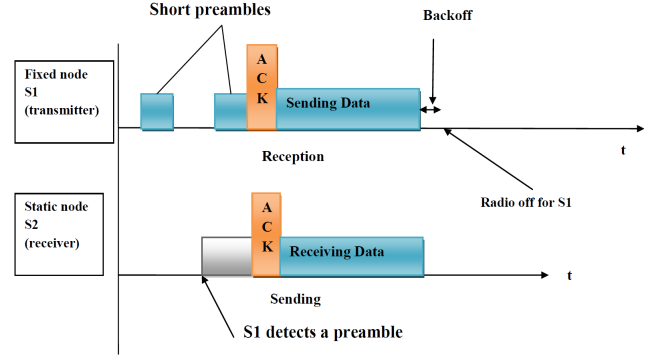 Short preambles
Backoff
Fixed node
S1
(transmitter)
A
C
K
Sending Data
t
Reception
Radio off for S1
Static node
S2
(receiver)
A
C
K
Receiving Data
t
Sending
S1 detects a preamble